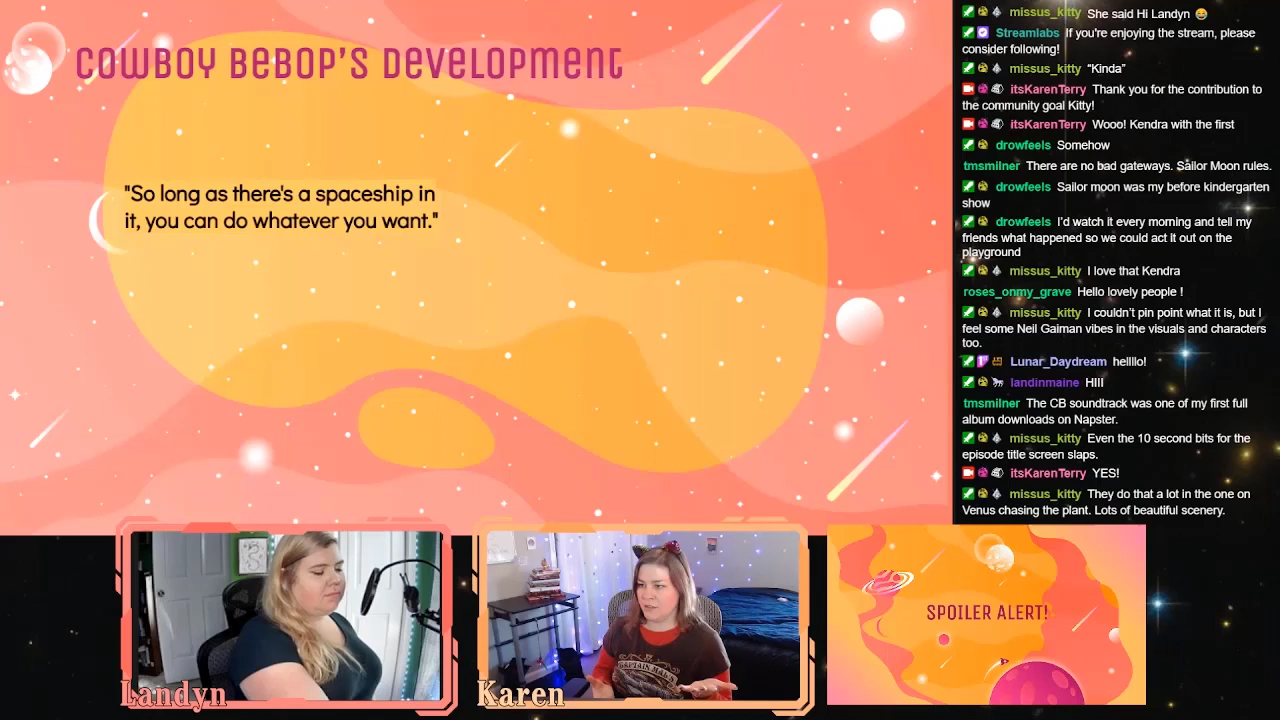 COWBOY BEBOP'S DEVELOPMENT
"So long as there's a spaceship in
it, you can do whatever you want."
missus_kitty She said Hi Landyn 😂
Streamlabs If you're enjoying the stream, please
consider following!
missus_kitty “Kinda”
itsKarenTerry Thank you for the contribution to
the community goal Kitty!
itsKarenTerry Wooo! Kendra with the first
drowfeels Somehow
tmsmilner There are no bad gateways. Sailor Moon rules.
drowfeels Sailor moon was my before kindergarten
show
drowfeels I’d watch it every morning and tell my
friends what happened so we could act it out on the
playground
missus_kitty I love that Kendra
roses_onmy_grave Hello lovely people !
missus_kitty I couldn’t pin point what it is, but I
feel some Neil Gaiman vibes in the visuals and characters
too.
Lunar_Daydream helllo!
landinmaine HIII
tmsmilner The CB soundtrack was one of my first full
album downloads on Napster.
missus_kitty Even the 10 second bits for the
episode title screen slaps.
itsKarenTerry YES!
missus_kitty They do that a lot in the one on
Venus chasing the plant. Lots of beautiful scenery.
Landyn
Karen
SPOILER ALERT!